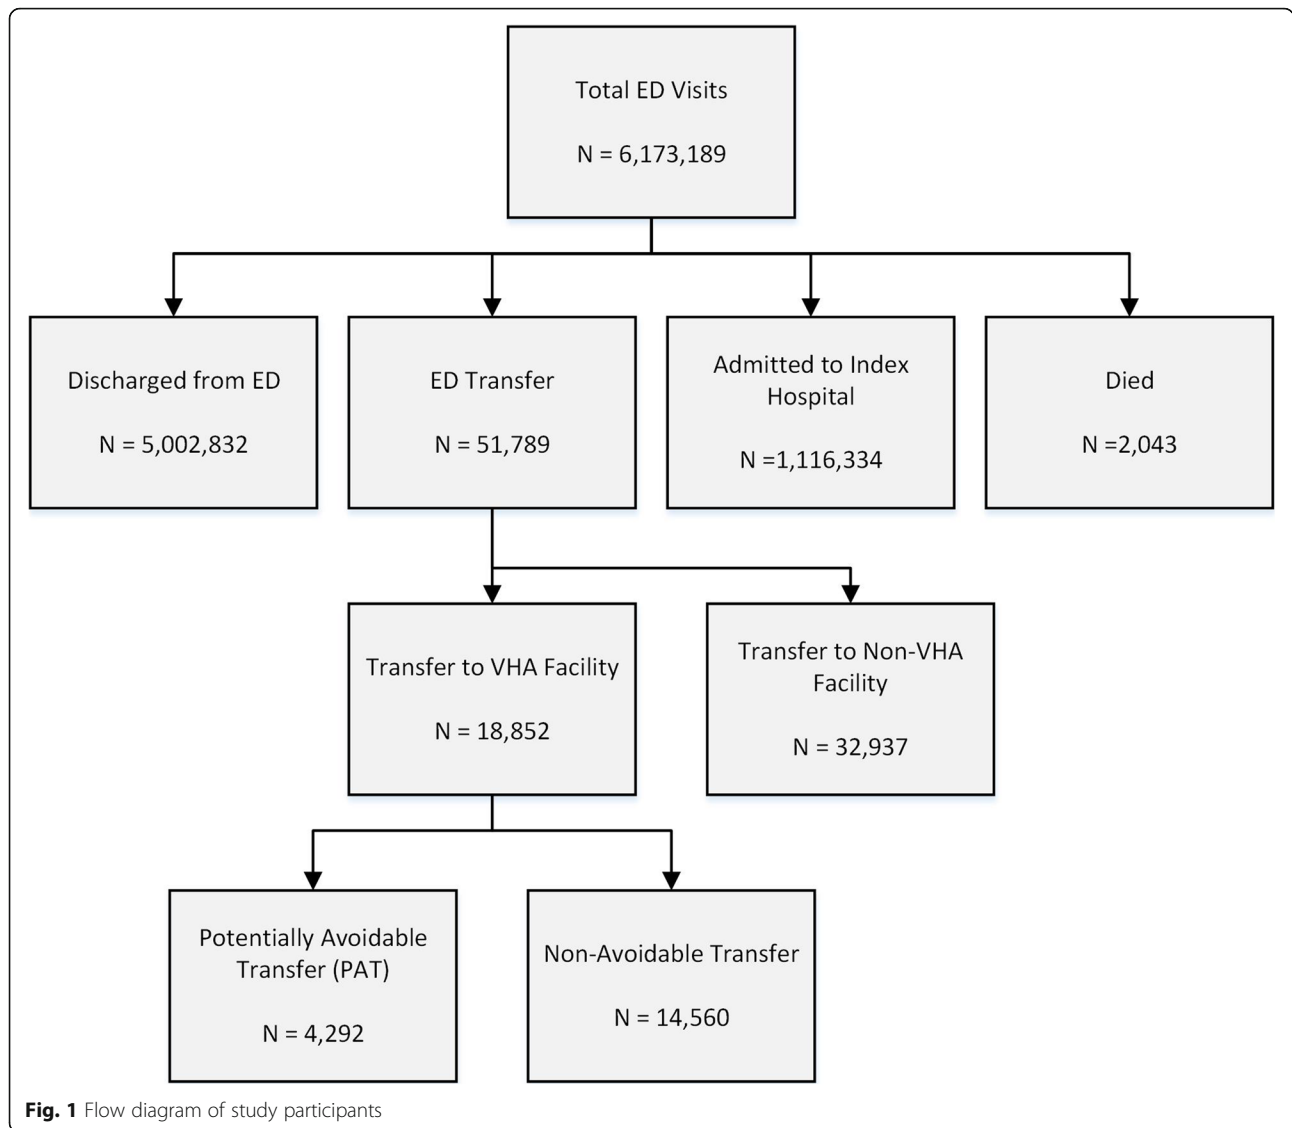 Total ED Visits
N = 6,173,189
Discharged from ED
N = 5,002,832
ED Transfer
N = 51,789
Admitted to Index
Hospital
N =1,116,334
Died
N =2,043
Transfer to VHA Facility
N = 18,852
Transfer to Non-VHA
Facility
N = 32,937
Potentially Avoidable
Transfer (PAT)
N = 4,292
Non-Avoidable Transfer
N = 14,560
Fig. 1 Flow diagram of study participants